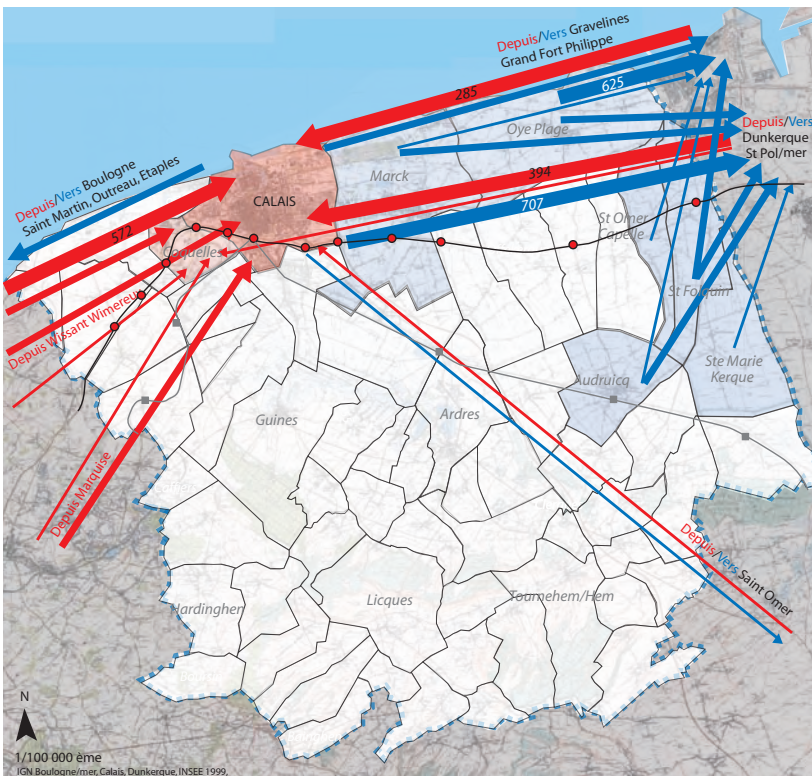 Depuis/Vers Gravelines
Grand Fort Philippe
285
625
Oye Plage
Depuis/Vers
Dunkerque
St Pol/mer
Depuis/Vers Boulogne
Saint Martin, Outreau, Etaples
CALAIS
Marck
394
707
572
Coquelles
St Omer
Capelle
St Folquin
Depuis Wissant Wimereu
Ste Marie
Kerque
Audruicq
Guines
Ardres
Depuis Marquise
Depuis/Vers Saint Omer
Hardinghen
Licques
Tournehem/Hem
N
1/100 000 ème
IGN Boulogne/mer, Calais, Dunkerque, INSEE 1999,